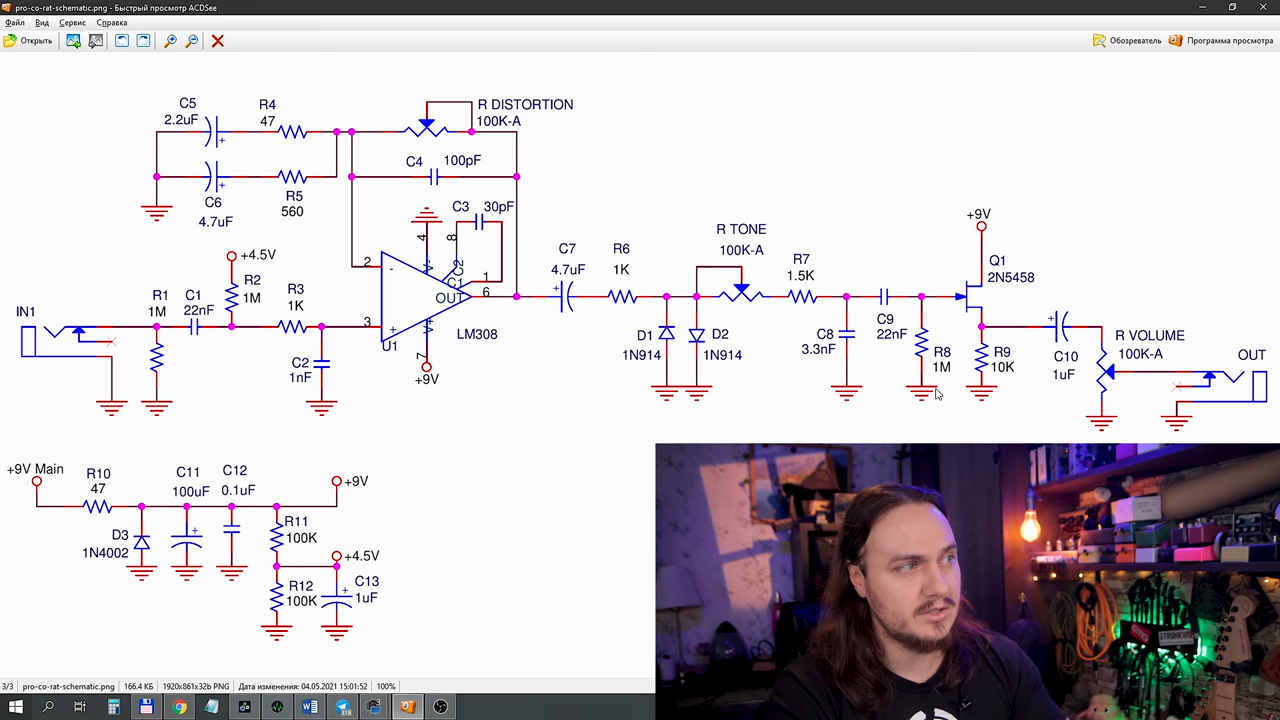 pro-co-rat-schematic.png - Быстрый просмотр ACDSee
Файл Вид Сервис Справка
Открыть
Обозреватель Программа просмотра
C5
2.2uF
R4
47
R DISTORTION
100K-A
C4 100pF
C6
4.7uF
R5
560
C3 30pF
+4.5V
R2
1M
4
8
V-
C2
C1
2
-
1
OUT
6
3
+
V+
7
U1
LM308
+9V
IN1
R1
1M
C1
22nF
R3
1K
C2
1nF
C7
4.7uF
R6
1K
R TONE
100K-A
R7
1.5K
D1
1N914
D2
1N914
C8
3.3nF
C9
22nF
R8
1M
+9V
Q1
2N5458
R9
10K
C10
1uF
R VOLUME
100K-A
OUT
+9V Main
R10
47
D3
1N4002
C11
100uF
C12
0.1uF
+9V
R11
100K
+4.5V
R12
100K
C13
1uF
3/3 pro-co-rat-schematic.png 166.4 КБ 1920x861x32b PNG Дата изменения: 04.05.2021 15:01:52 100%